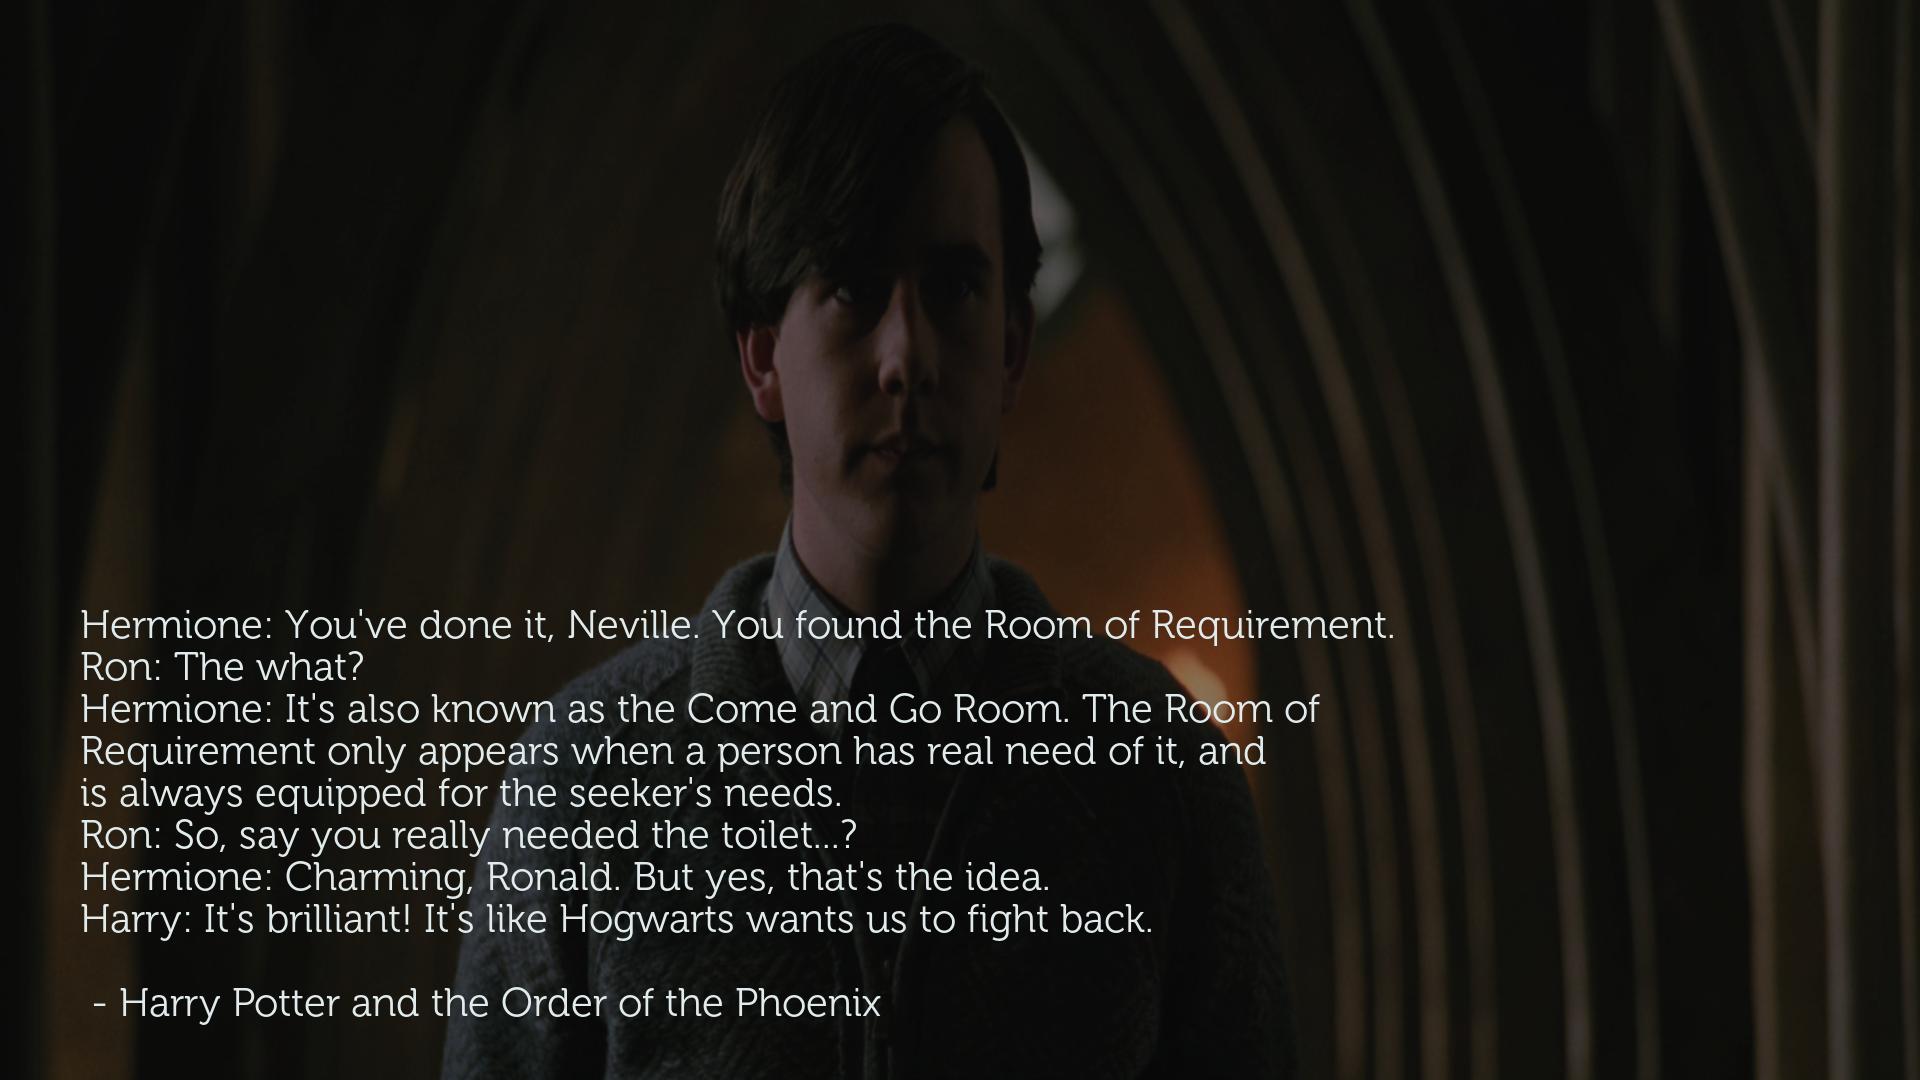 Hermione: You've done it, Neville. You found the Room of Requirement.
Ron: The what?
Hermione: It's also known as the Come and Go Room. The Room of
Requirement only appears when a person has real need of it, and
is always equipped for the seeker's needs.
Ron: So, say you really needed the toilet...?
Hermione: Charming, Ronald. But yes, that's the idea.
Harry: It's brilliant! It's like Hogwarts wants us to fight back.
- Harry Potter and the Order of the Phoenix